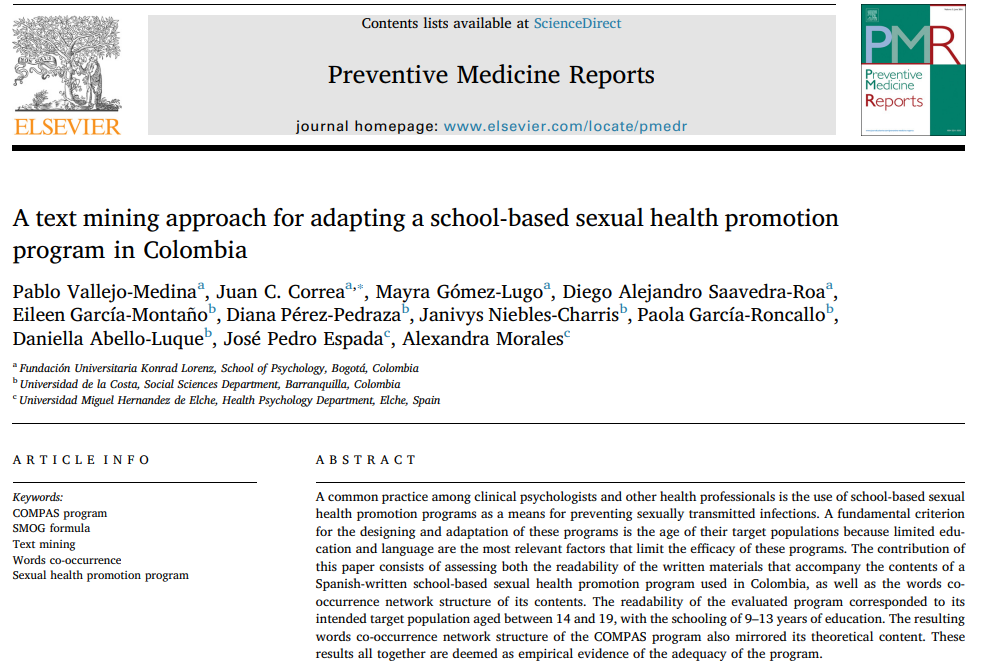 Contents lists available at ScienceDirect
Preventive Medicine Reports
journal homepage: www.elsevier.com/locate/pmedr
ELSEVIER
PMR
Preventive
Medicine
Reports
A text mining approach for adapting a school-based sexual health promotion
program in Colombia
Pablo Vallejo-Medinaᵃ, Juan C. Correaᵃ,*, Mayra Gómez-Lugoᵃ, Diego Alejandro Saavedra-Roaᵃ,
Eileen García-Montañoᵇ, Diana Pérez-Pedrazaᵇ, Janivys Niebles-Charrisᵇ, Paola García-Roncalloᵇ,
Daniella Abello-Luqueᵇ, José Pedro Espadaᶜ, Alexandra Moralesᶜ
ᵃ Fundación Universitaria Konrad Lorenz, School of Psychology, Bogotá, Colombia
ᵇ Universidad de la Costa, Social Sciences Department, Barranquilla, Colombia
ᶜ Universidad Miguel Hernandez de Elche, Health Psychology Department, Elche, Spain
ARTICLE INFO
Keywords:
COMPAS program
SMOG formula
Text mining
Words co-occurrence
Sexual health promotion program
ABSTRACT
A common practice among clinical psychologists and other health professionals is the use of school-based sexual
health promotion programs as a means for preventing sexually transmitted infections. A fundamental criterion
for the designing and adaptation of these programs is the age of their target populations because limited edu-
cation and language are the most relevant factors that limit the efficacy of these programs. The contribution of
this paper consists of assessing both the readability of the written materials that accompany the contents of a
Spanish-written school-based sexual health promotion program used in Colombia, as well as the words co-
occurrence network structure of its contents. The readability of the evaluated program corresponded to its
intended target population aged between 14 and 19, with the schooling of 9–13 years of education. The resulting
words co-occurrence network structure of the COMPAS program also mirrored its theoretical content. These
results all together are deemed as empirical evidence of the adequacy of the program.